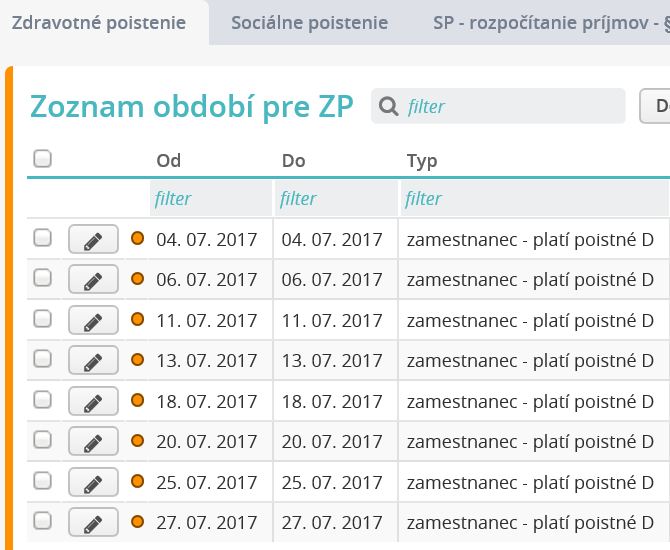 Zdravotné poistenie Sociálne poistenie SP - rozpočítanie príjmov - §
Zoznam období pre ZP filter
Od Do Typ
filter filter filter
04. 07. 2017 04. 07. 2017 zamestnanec - platí poistné D
06. 07. 2017 06. 07. 2017 zamestnanec - platí poistné D
11. 07. 2017 11. 07. 2017 zamestnanec - platí poistné D
13. 07. 2017 13. 07. 2017 zamestnanec - platí poistné D
18. 07. 2017 18. 07. 2017 zamestnanec - platí poistné D
20. 07. 2017 20. 07. 2017 zamestnanec - platí poistné D
25. 07. 2017 25. 07. 2017 zamestnanec - platí poistné D
27. 07. 2017 27. 07. 2017 zamestnanec - platí poistné D